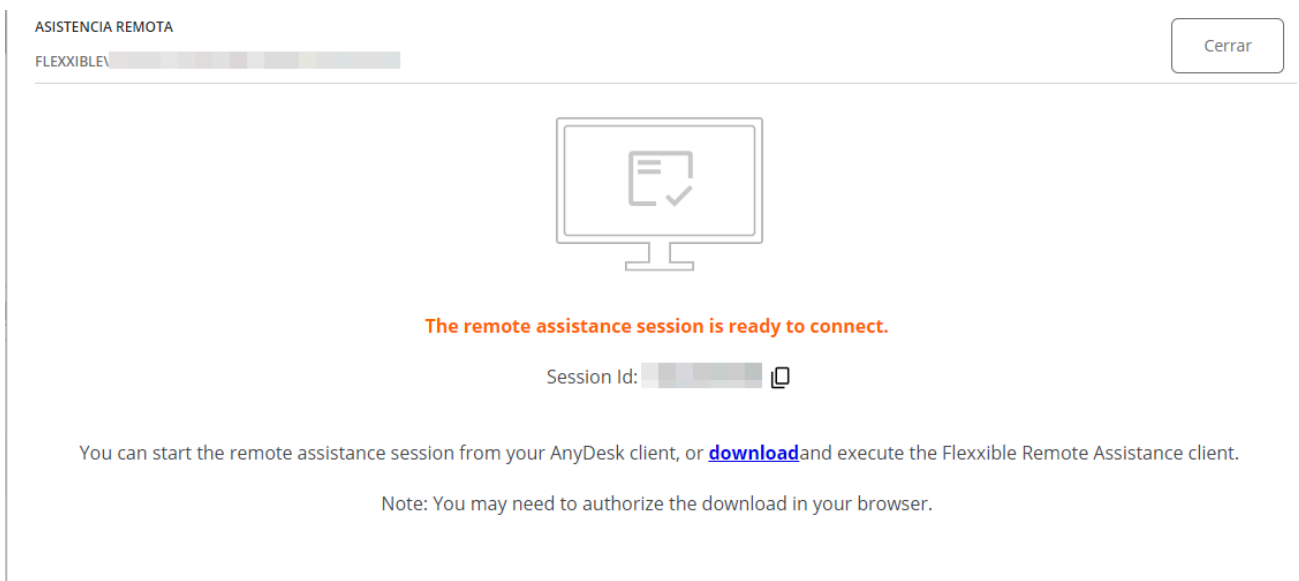 ASISTENCIA REMOTA
Cerrar
FLEXXIBLE\
The remote assistance session is ready to connect.
Session Id:
You can start the remote assistance session from your AnyDesk client, or downloadand execute the Flexxible Remote Assistance client.
Note: You may need to authorize the download in your browser.